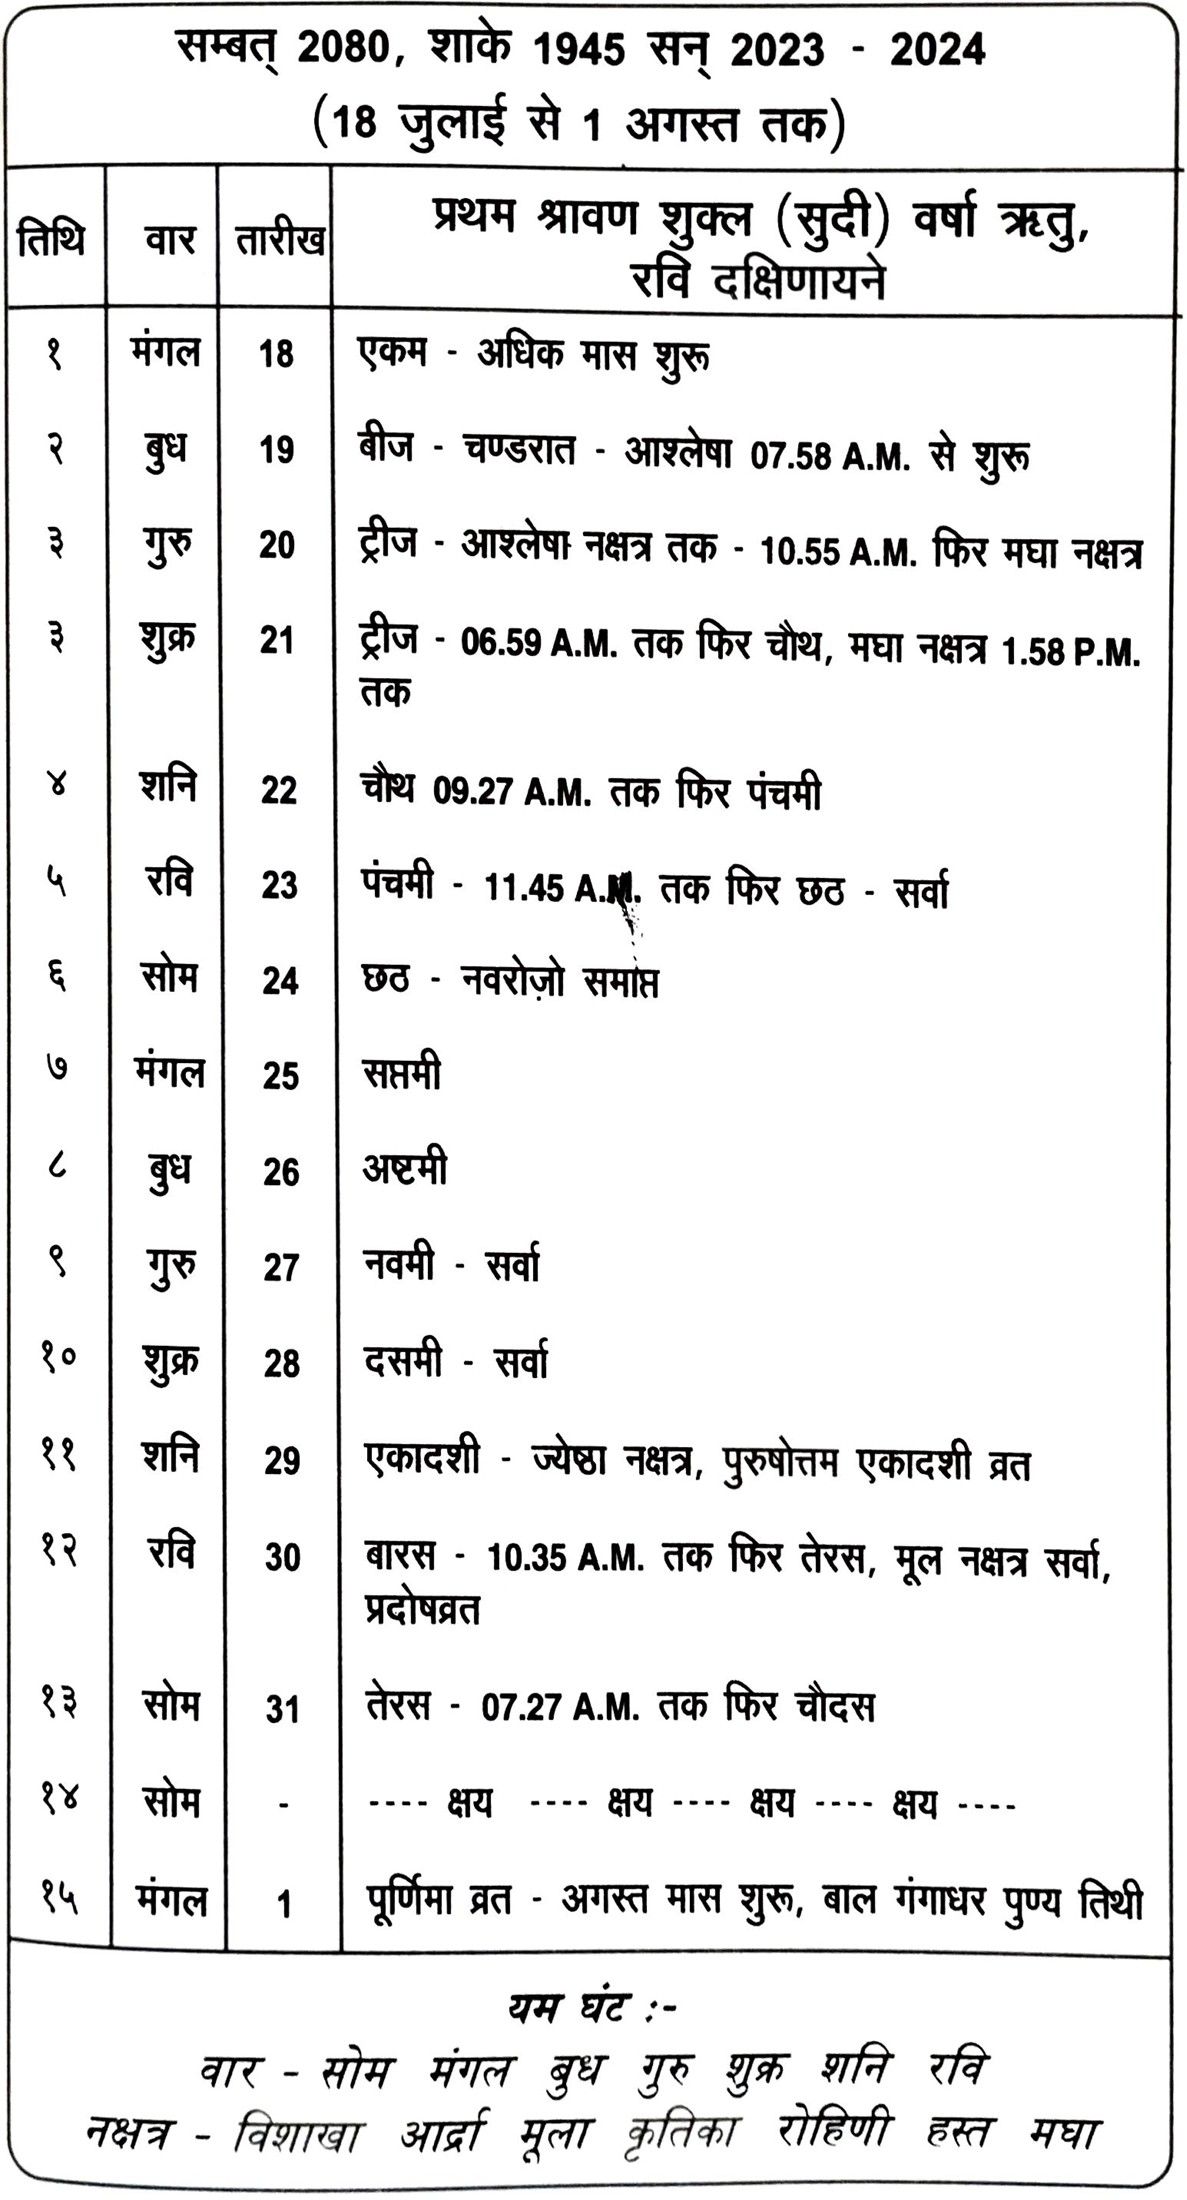 सम्बत् 2080, शाके 1945 सन् 2023 - 2024
(18 जुलाई से 1 अगस्त तक)
तिथि वार तारीख प्रथम श्रावण शुक्ल (सुदी) वर्षा ऋतु,
रवि दक्षिणायने
१ मंगल 18 एकम - अधिक मास शुरू
२ बुध 19 बीज - चण्डरात - आश्लेषा 07.58 A.M. से शुरू
३ गुरु 20 ट्रीज - आश्लेषा नक्षत्र तक - 10.55 A.M. फिर मघा नक्षत्र
३ शुक्र 21 ट्रीज - 06.59 A.M. तक फिर चौथ, मघा नक्षत्र 1.58 P.M.
तक
४ शनि 22 चौथ 09.27 A.M. तक फिर पंचमी
५ रवि 23 पंचमी - 11.45 A.M. तक फिर छठ - सर्वा
६ सोम 24 छठ - नवरोज़ो समाप्त
७ मंगल 25 सप्तमी
८ बुध 26 अष्टमी
९ गुरु 27 नवमी - सर्वा
१० शुक्र 28 दसमी - सर्वा
११ शनि 29 एकादशी - ज्येष्ठा नक्षत्र, पुरुषोत्तम एकादशी व्रत
१२ रवि 30 बारस - 10.35 A.M. तक फिर तेरस, मूल नक्षत्र सर्वा,
प्रदोषव्रत
१३ सोम 31 तेरस - 07.27 A.M. तक फिर चौदस
१४ सोम - ---- क्षय ---- क्षय ---- क्षय ---- क्षय ----
१५ मंगल 1 पूर्णिमा व्रत - अगस्त मास शुरू, बाल गंगाधर पुण्य तिथी
यम घंट :-
वार - सोम मंगल बुध गुरु शुक्र शनि रवि
नक्षत्र - विशाखा आर्द्रा मूला कृतिका रोहिणी हस्त मघा